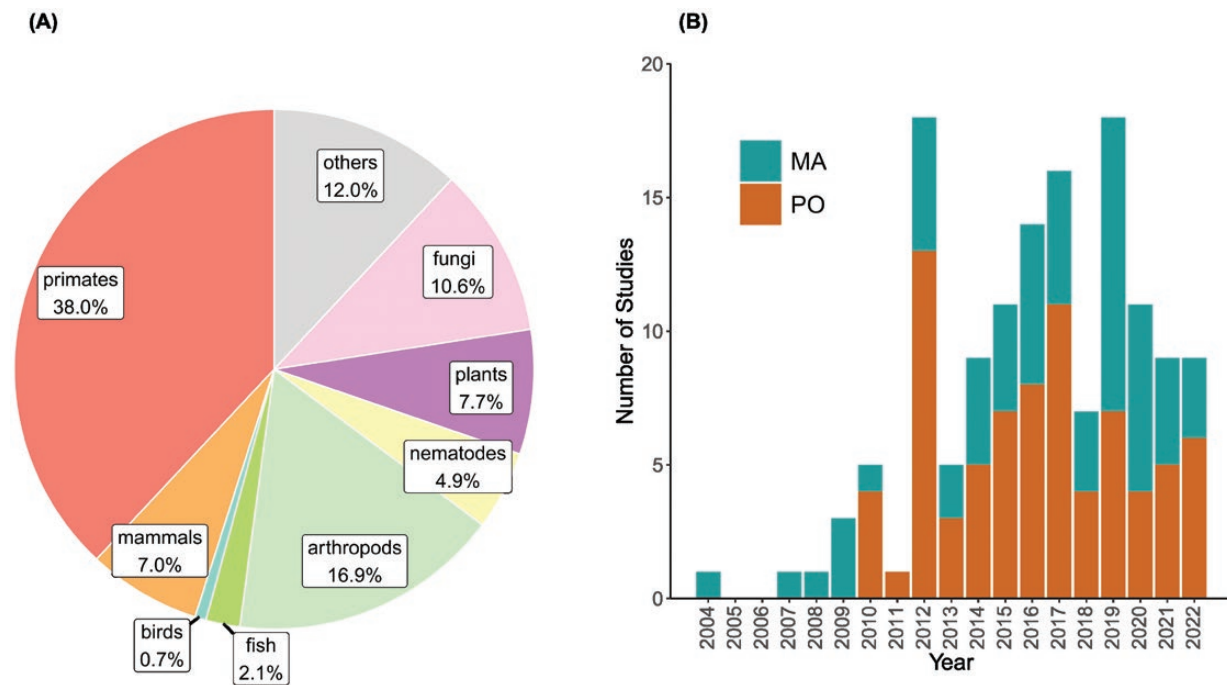 (A)
others
12.0%
fungi
10.6%
primates
38.0%
plants
7.7%
nematodes
4.9%
mammals
7.0%
arthropods
16.9%
birds
0.7%
fish
2.1%
(B)
20
15
10
5
0
Number of Studies
MA
PO
2004
2005
2006
2007
2008
2009
2010
2011
2012
2013
2014
2015
2016
2017
2018
2019
2020
2021
2022
Year